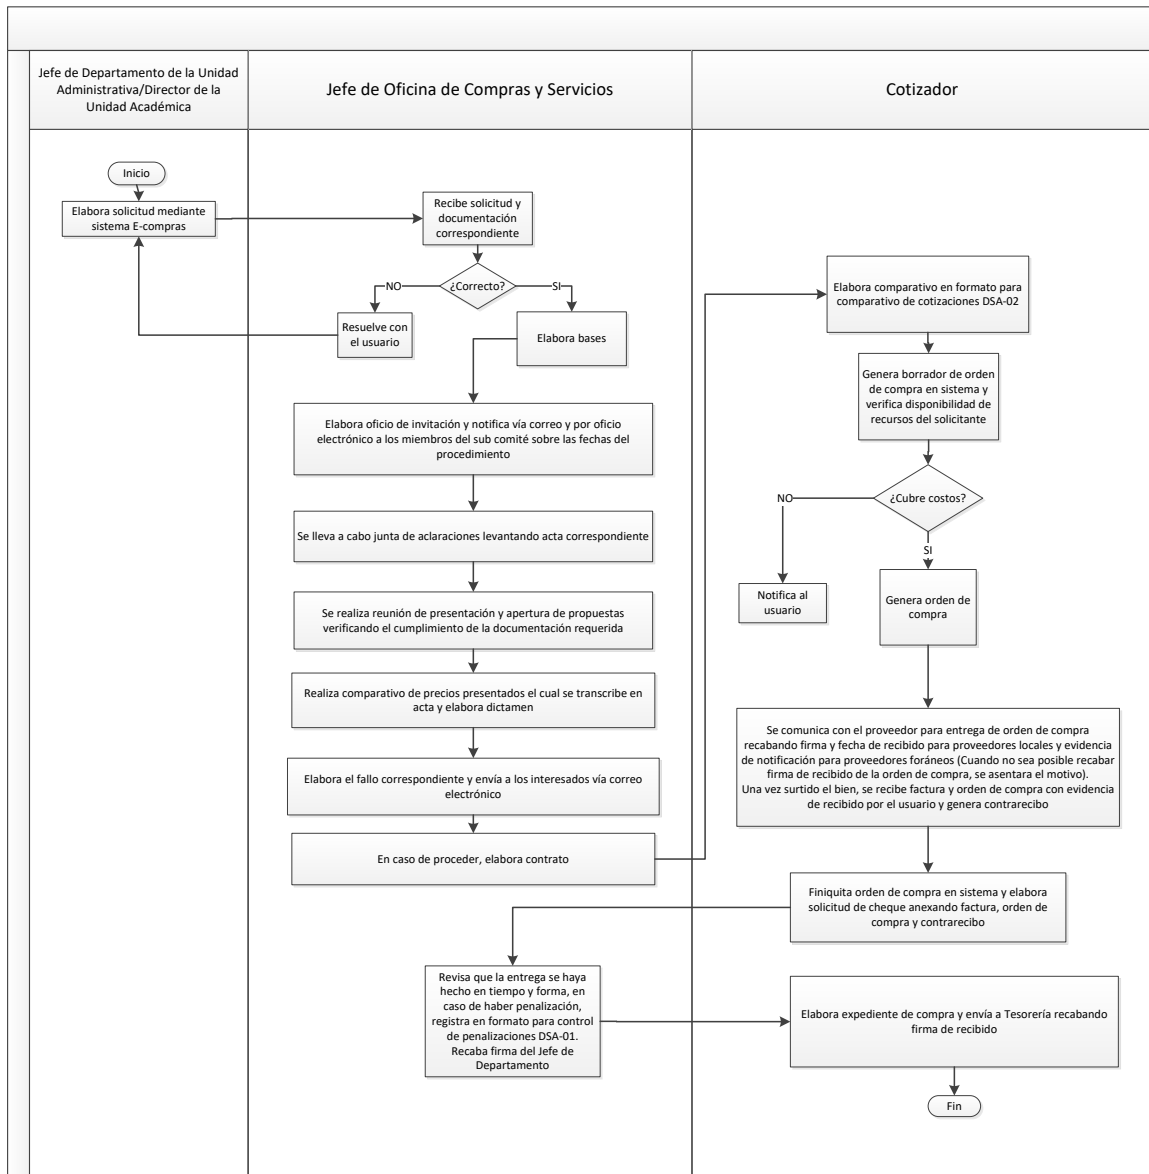 Jefe de Departamento de la Unidad
Administrativa/Director de la
Unidad Académica
Jefe de Oficina de Compras y Servicios
Cotizador
Inicio
Elabora solicitud mediante
sistema E-compras
Recibe solicitud y
documentación
correspondiente
¿Correcto?
NO
SI
Resuelve con
el usuario
Elabora bases
Elabora oficio de invitación y notifica vía correo y por oficio
electrónico a los miembros del sub comité sobre las fechas del
procedimiento
Se lleva a cabo junta de aclaraciones levantando acta correspondiente
Se realiza reunión de presentación y apertura de propuestas
verificando el cumplimiento de la documentación requerida
Realiza comparativo de precios presentados el cual se transcribe en
acta y elabora dictamen
Elabora el fallo correspondiente y envía a los interesados vía correo
electrónico
En caso de proceder, elabora contrato
Elabora comparativo en formato para
comparativo de cotizaciones DSA-02
Genera borrador de orden
de compra en sistema y
verifica disponibilidad de
recursos del solicitante
¿Cubre costos?
NO
SI
Notifica al
usuario
Genera orden de
compra
Se comunica con el proveedor para entrega de orden de compra
recabando firma y fecha de recibido para proveedores locales y evidencia
de notificación para proveedores foráneos (Cuando no sea posible recabar
firma de recibido de la orden de compra, se asentara el motivo).
Una vez surtido el bien, se recibe factura y orden de compra con evidencia
de recibido por el usuario y genera contrarecibo
Finiquita orden de compra en sistema y elabora
solicitud de cheque anexando factura, orden de
compra y contrarecibo
Revisa que la entrega se haya
hecho en tiempo y forma, en
caso de haber penalización,
registra en formato para control
de penalizaciones DSA-01.
Recaba firma del Jefe de
Departamento
Elabora expediente de compra y envía a Tesorería recabando
firma de recibido
Fin